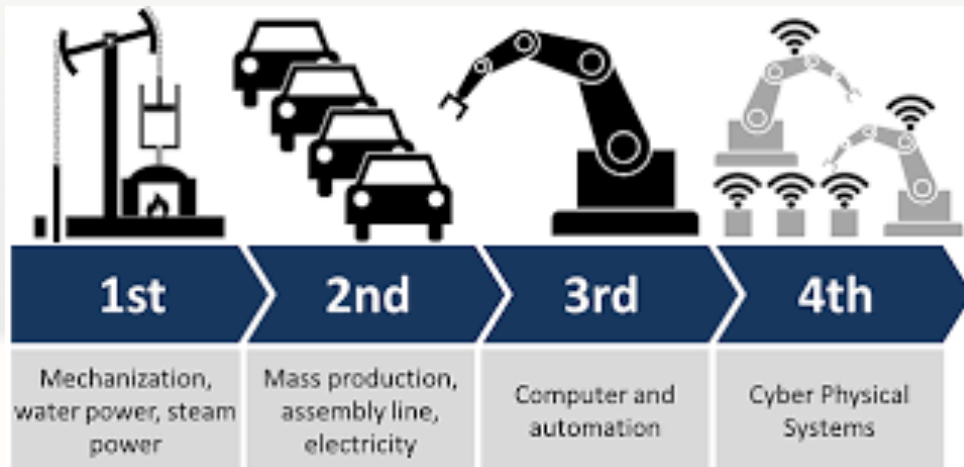 1st
2nd
3rd
4th
Mechanization,
water power, steam
power
Mass production,
assembly line,
electricity
Computer and
automation
Cyber Physical
Systems